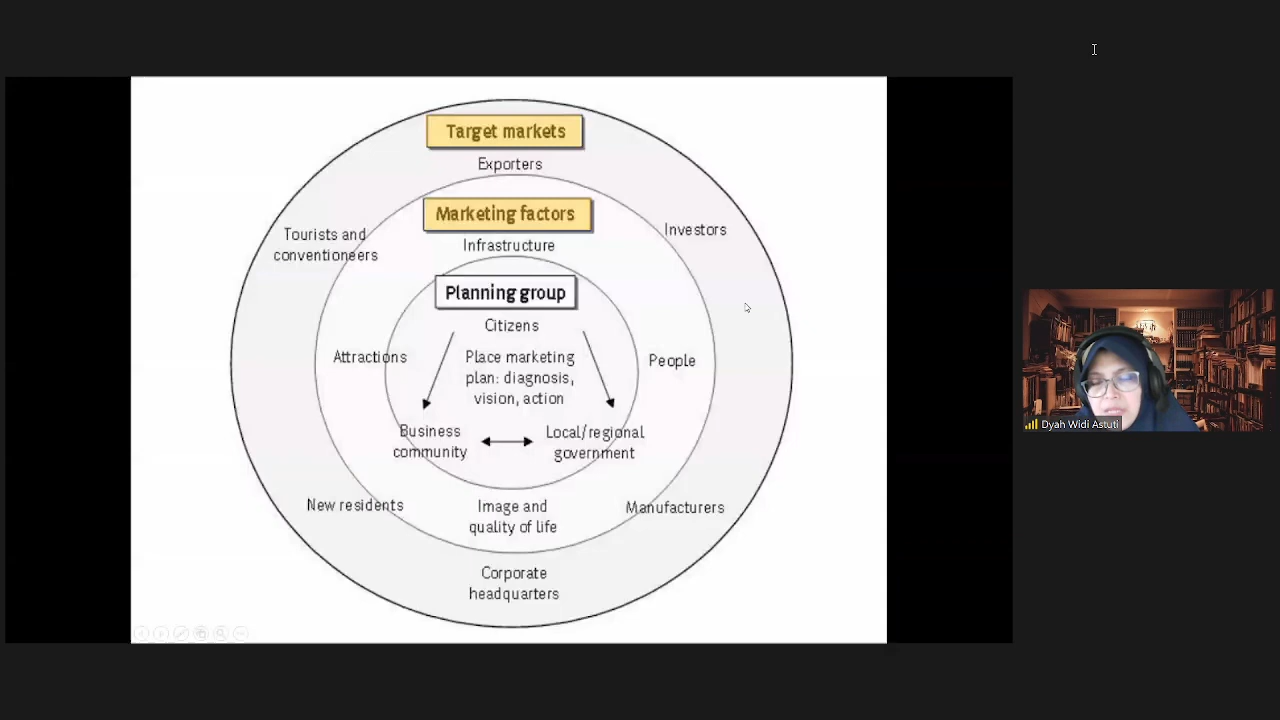 Target markets
Exporters
Marketing factors
Infrastructure
Tourists and
conventioneers
Investors
Planning group
Citizens
Attractions
Place marketing
plan: diagnosis,
vision, action
People
Business
community
Local/regional
government
New residents
Image and
quality of life
Manufacturers
Corporate
headquarters
Dyah Widi Astuti